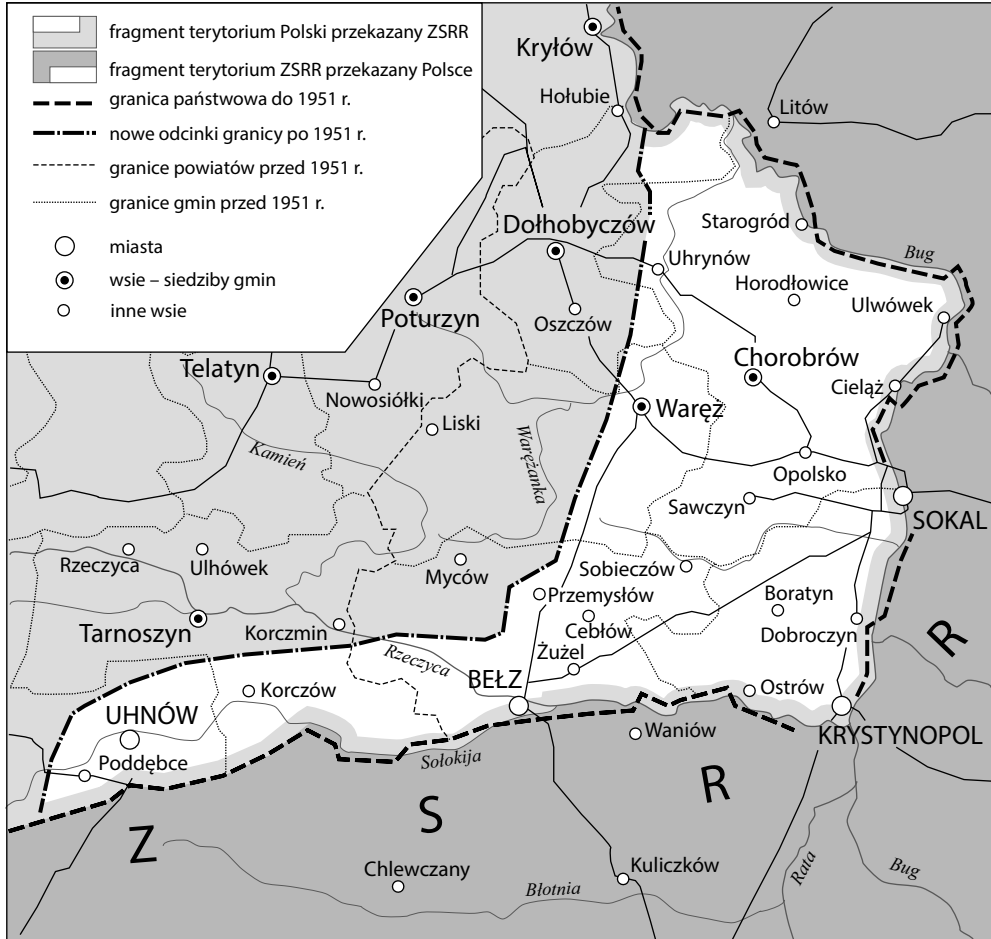 fragment terytorium Polski przekazany ZSRR
fragment terytorium ZSRR przekazany Polsce
granica państwowa do 1951 r.
nowe odcinki granicy po 1951 r.
granice powiatów przed 1951 r.
granice gmin przed 1951 r.
miasta
wsie – siedziby gmin
inne wsie
Kryłów
Hołubie
Litów
Dołhobyczów
Starogród
Bug
Uhrynów
Horodłowice
Ulwówek
Poturzyn
Oszczów
Chorobrów
Telatyn
Nowosiółki
Cieląż
Waręż
Liski
Kamień
Warężanka
Opolsko
Sawczyn
SOKAL
Rzeczyca
Ulhówek
Myców
Sobieczów
Przemysłów
Boratyn
Tarnoszyn
Korczmin
Cebłów
Dobroczyn
R
Rzeczyca
Żużel
BEŁZ
Korczów
Ostrów
UHNÓW
KRYSTYNOPOL
Waniów
Poddębce
Sołokija
Z
S
R
Chlewczany
Kuliczków
Błotnia
Rata
Bug